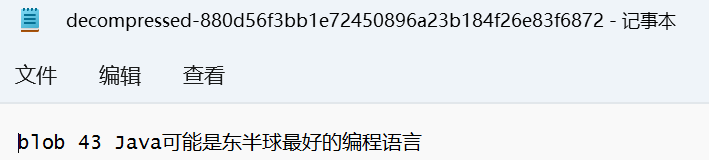 decompressed-880d56f3bb1e72450896a23b184f26e83f6872 - 记事本
文件 编辑 查看
blob 43 Java可能是东半球最好的编程语言